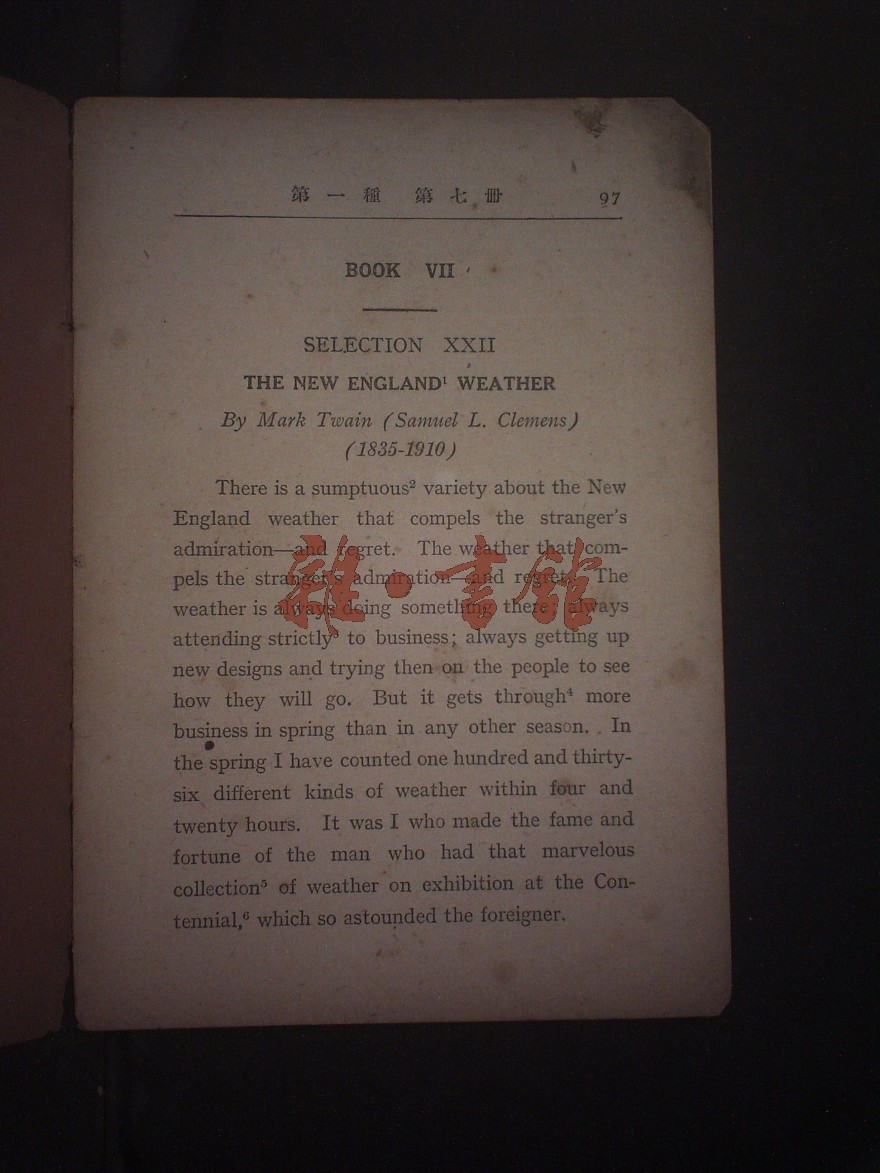 第一種 第七冊 97
BOOK VII
SELECTION XXII
THE NEW ENGLAND¹ WEATHER
By Mark Twain (Samuel L. Clemens)
(1835-1910)
There is a sumptuous² variety about the New
England weather that compels the stranger's
admiration—and regret. The weather that com-
pels the stranger's admiration—and regret. The
weather is always doing something there; always
attending strictly³ to business; always getting up
new designs and trying then on the people to see
how they will go. But it gets through⁴ more
business in spring than in any other season. In
the spring I have counted one hundred and thirty-
six different kinds of weather within four and
twenty hours. It was I who made the fame and
fortune of the man who had that marvelous
collection⁵ of weather on exhibition at the Con-
tennial,⁶ which so astounded the foreigner.
雜·書館